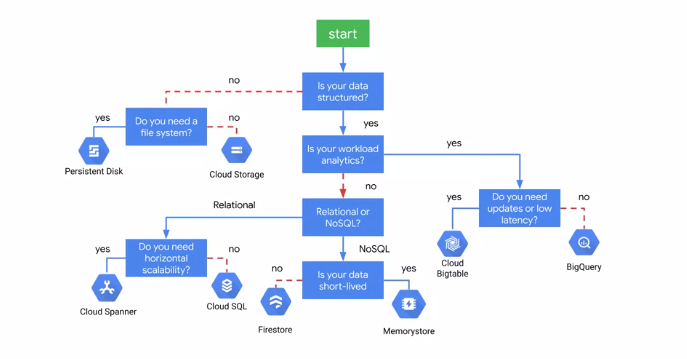 start
no
Is your data
structured?
yes
no
yes
Do you need a
file system?
Persistent Disk
Cloud Storage
Is your workload
analytics?
yes
no
Relational
Relational or
NoSQL?
yes
Do you need
updates or low
latency?
no
Cloud
Bigtable
BigQuery
yes
Do you need
horizontal
scalability?
no
Cloud Spanner
Cloud SQL
NoSQL
no
Is your data
short-lived
yes
Firestore
Memorystore